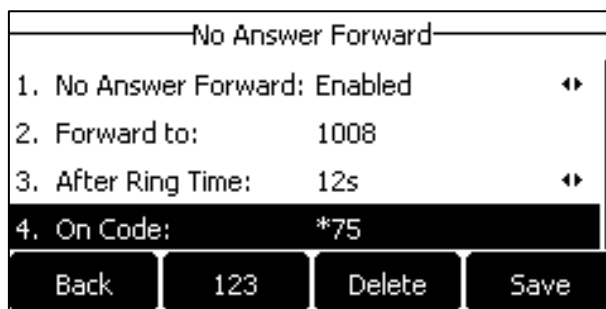 No Answer Forward
1. No Answer Forward: Enabled
2. Forward to: 1008
3. After Ring Time: 12s
4. On Code: *75
Back 123 Delete Save